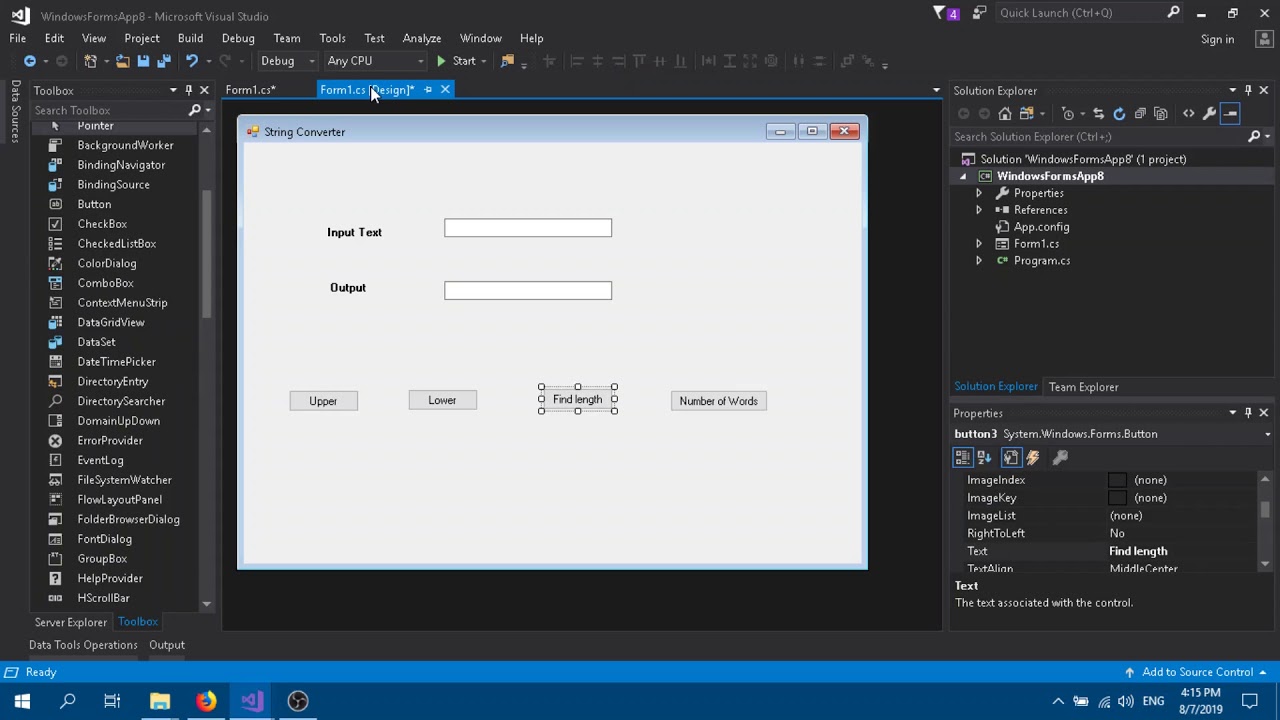 WindowsFormsApp8 - Microsoft Visual Studio
4
Quick Launch (Ctrl+Q)
File Edit View Project Build Debug Team Tools Test Analyze Window Help
Sign in
Debug Any CPU Start
Data Sources
Toolbox
Search Toolbox
Pointer
BackgroundWorker
BindingNavigator
BindingSource
Button
CheckBox
CheckedListBox
ColorDialog
ComboBox
ContextMenuStrip
DataGridView
DataSet
DateTimePicker
DirectoryEntry
DirectorySearcher
DomainUpDown
ErrorProvider
EventLog
FileSystemWatcher
FlowLayoutPanel
FolderBrowserDialog
FontDialog
GroupBox
HelpProvider
HScrollBar
Server Explorer Toolbox
Data Tools Operations Output
Form1.cs* Form1.cs [Design]*
String Converter
Input Text
Output
Upper Lower Find length Number of Words
Solution Explorer
Search Solution Explorer (Ctrl+;)
Solution 'WindowsFormsApp8' (1 project)
WindowsFormsApp8
Properties
References
App.config
Form1.cs
Program.cs
Solution Explorer Team Explorer
Properties
button3 System.Windows.Forms.Button
ImageIndex (none)
ImageKey (none)
ImageList (none)
RightToLeft No
Text Find length
TextAlign MiddleCenter
Text
The text associated with the control.
Ready
Add to Source Control
ENG
4:15 PM
8/7/2019